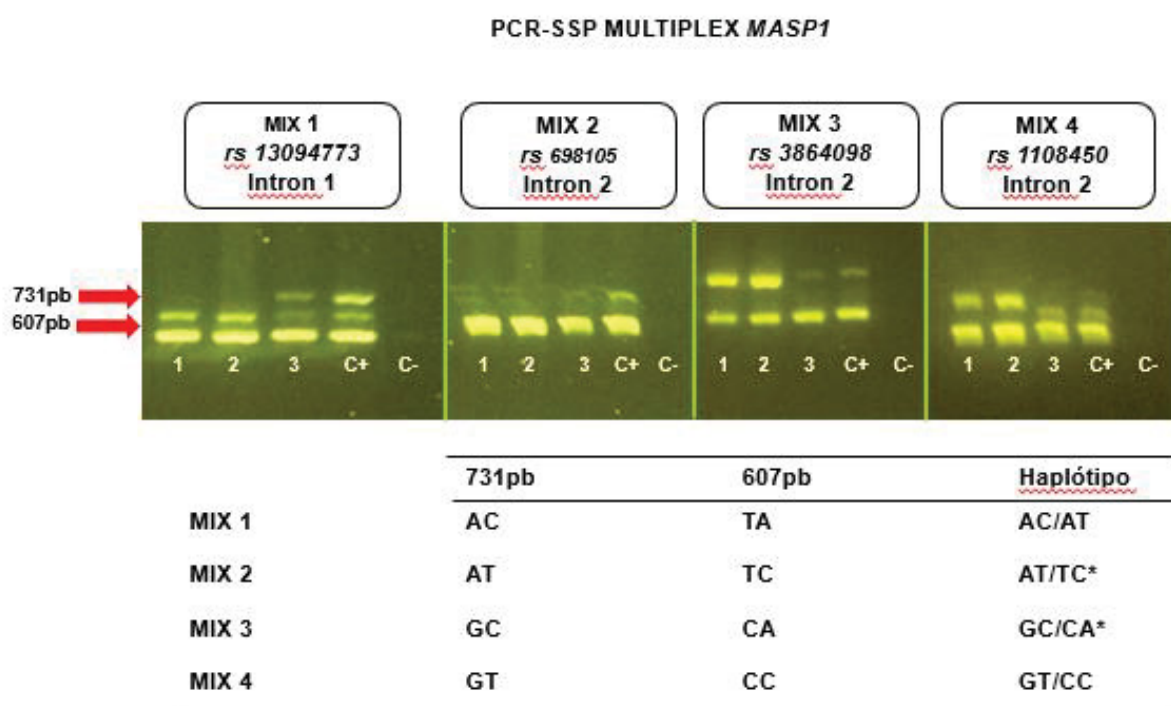 PCR-SSP MULTIPLEX MASP1
MIX 1
rs 13094773
Intron 1
MIX 2
rs 698105
Intron 2
MIX 3
rs 3864098
Intron 2
MIX 4
rs 1108450
Intron 2
731pb
607pb
1 2 3 C+ C-
1 2 3 C+ C-
1 2 3 C+ C-
1 2 3 C+ C-
731pb 607pb Haplótipo
MIX 1 AC TA AC/AT
MIX 2 AT TC AT/TC*
MIX 3 GC CA GC/CA*
MIX 4 GT CC GT/CC